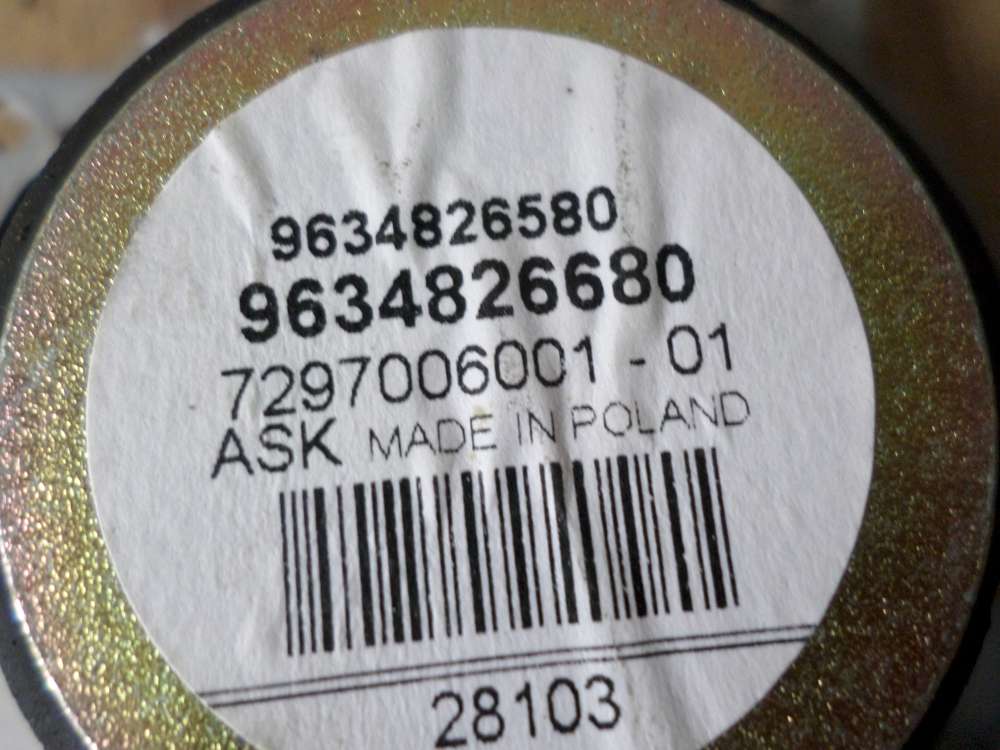 9634826580
9634826680
7297006001 - 01
ASK MADE IN POLAND
28103